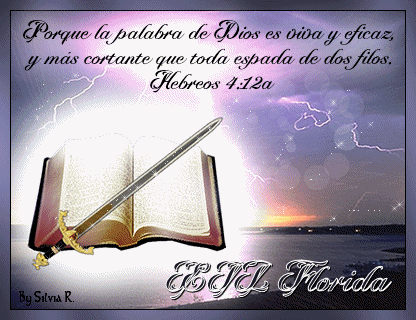 Porque la palabra de Dios es viva y eficaz,
y más cortante que toda espada de dos filos.
Hebreos 4:12a
Florida
By Silvia R.